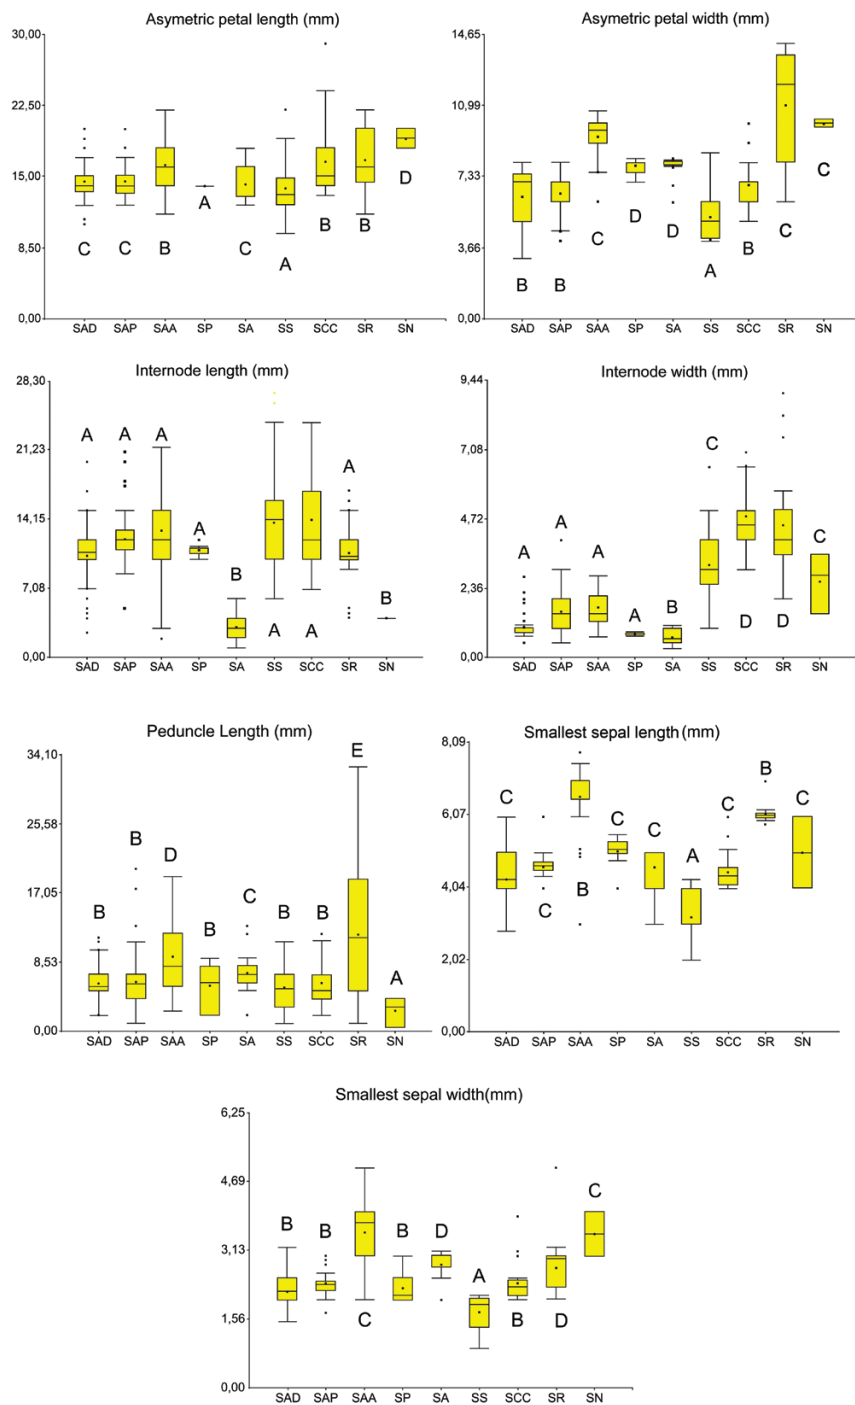 Asymetric petal length (mm)
30,00
22,50
15,00
8,50
0,00
C C B A C A B B D
SAD SAP SAA SP SA SS SCC SR SN
Asymetric petal width (mm)
14,65
10,99
7,33
3,66
0,00
B B C D D A B C C
SAD SAP SAA SP SA SS SCC SR SN
Internode length (mm)
28,30
21,23
14,15
7,08
0,00
A A A A B A A A B
SAD SAP SAA SP SA SS SCC SR SN
Internode width (mm)
9,44
7,08
4,72
2,36
0,00
A A A A B C D D C
SAD SAP SAA SP SA SS SCC SR SN
Peduncle Length (mm)
34,10
25,58
17,05
8,53
0,00
B B D B C B B E A
SAD SAP SAA SP SA SS SCC SR SN
Smallest sepal length (mm)
8,09
6,07
4,04
2,02
0,00
C C B C C A C B C
SAD SAP SAA SP SA SS SCC SR SN
Smallest sepal width(mm)
6,25
4,69
3,13
1,56
0,00
B B C B D A B D C
SAD SAP SAA SP SA SS SCC SR SN